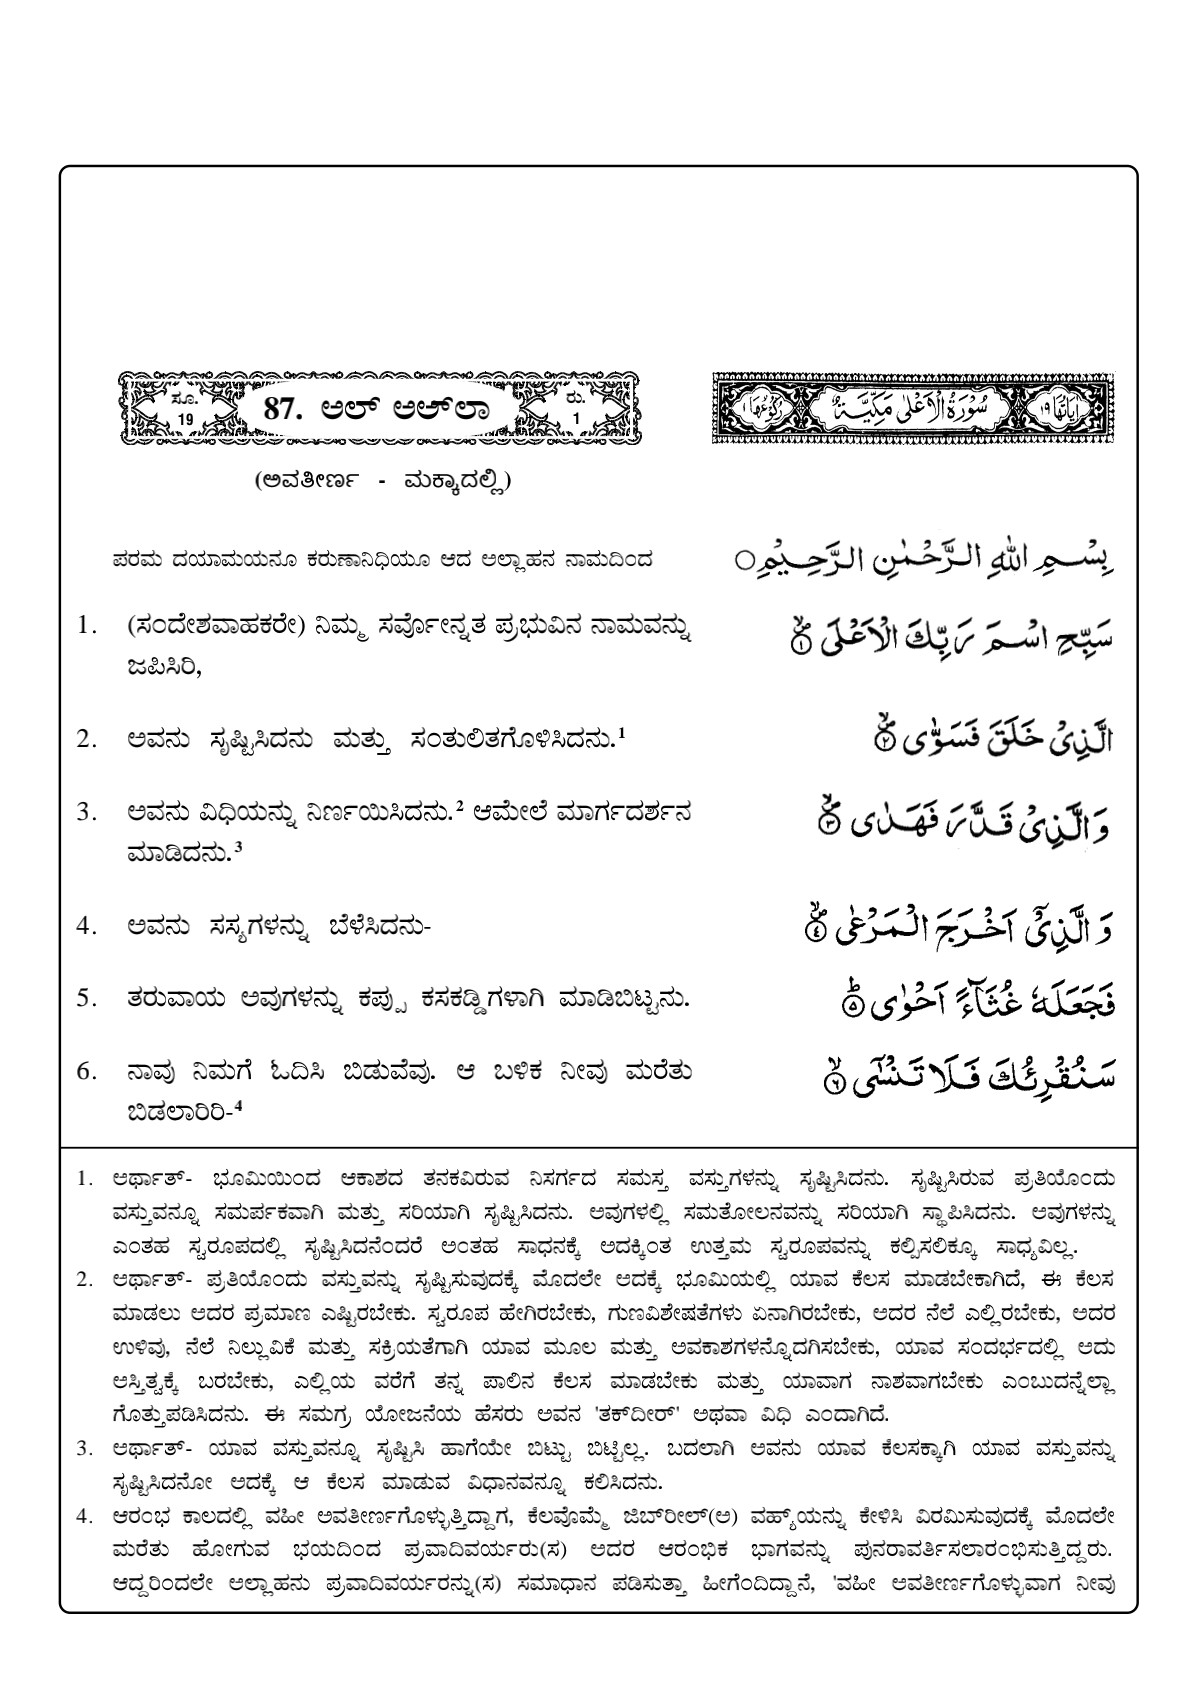 ಸೂ.
19
87. ಅಲ್ ಅಅ್‌ಲಾ
ರು.
1
اٰيَاتُهَا ١٩
سُوْرَةُ الْاَعْلٰى مَكِّيَّةٌ
رُكُوْعُهَا ١
(ಅವತೀರ್ಣ - ಮಕ್ಕಾದಲ್ಲಿ)
ಪರಮ ದಯಾಮಯನೂ ಕರುಣಾನಿಧಿಯೂ ಆದ ಅಲ್ಲಾಹನ ನಾಮದಿಂದ
بِسْمِ اللهِ الرَّحْمٰنِ الرَّحِيْمِ○
1. (ಸಂದೇಶವಾಹಕರೇ) ನಿಮ್ಮ ಸರ್ವೋನ್ನತ ಪ್ರಭುವಿನ ನಾಮವನ್ನು
ಜಪಿಸಿರಿ,
سَبِّحِ اسْمَ رَبِّكَ الْاَعْلَى ۙ‏﴿۱﴾
2. ಅವನು ಸೃಷ್ಟಿಸಿದನು ಮತ್ತು ಸಂತುಲಿತಗೊಳಿಸಿದನು.¹
الَّذِيْ خَلَقَ فَسَوّٰى ۙ‏﴿۲﴾
3. ಅವನು ವಿಧಿಯನ್ನು ನಿರ್ಣಯಿಸಿದನು.² ಆಮೇಲೆ ಮಾರ್ಗದರ್ಶನ
ಮಾಡಿದನು.³
وَالَّذِيْ قَدَّرَ فَهَدٰى ۙ‏﴿۳﴾
4. ಅವನು ಸಸ್ಯಗಳನ್ನು ಬೆಳೆಸಿದನು-
وَالَّذِيْٓ اَخْرَجَ الْمَرْعٰى ۙ‏﴿۴﴾
5. ತರುವಾಯ ಅವುಗಳನ್ನು ಕಪ್ಪು ಕಸಕಡ್ಡಿಗಳಾಗಿ ಮಾಡಿಬಿಟ್ಟನು.
فَجَعَلَهٗ غُثَآءً اَحْوٰى ؕ‏﴿۵﴾
6. ನಾವು ನಿಮಗೆ ಓದಿಸಿ ಬಿಡುವೆವು. ಆ ಬಳಿಕ ನೀವು ಮರೆತು
ಬಿಡಲಾರಿರಿ-⁴
سَنُقْرِئُكَ فَلَا تَنْسٰٓى ۙ‏﴿۶﴾
1. ಅರ್ಥಾತ್- ಭೂಮಿಯಿಂದ ಆಕಾಶದ ತನಕವಿರುವ ನಿಸರ್ಗದ ಸಮಸ್ತ ವಸ್ತುಗಳನ್ನು ಸೃಷ್ಟಿಸಿದನು. ಸೃಷ್ಟಿಸಿರುವ ಪ್ರತಿಯೊಂದು
ವಸ್ತುವನ್ನೂ ಸಮರ್ಪಕವಾಗಿ ಮತ್ತು ಸರಿಯಾಗಿ ಸೃಷ್ಟಿಸಿದನು. ಅವುಗಳಲ್ಲಿ ಸಮತೋಲನವನ್ನು ಸರಿಯಾಗಿ ಸ್ಥಾಪಿಸಿದನು. ಅವುಗಳನ್ನು
ಎಂತಹ ಸ್ವರೂಪದಲ್ಲಿ ಸೃಷ್ಟಿಸಿದನೆಂದರೆ ಅಂತಹ ಸಾಧನಕ್ಕೆ ಅದಕ್ಕಿಂತ ಉತ್ತಮ ಸ್ವರೂಪವನ್ನು ಕಲ್ಪಿಸಲಿಕ್ಕೂ ಸಾಧ್ಯವಿಲ್ಲ.
2. ಅರ್ಥಾತ್- ಪ್ರತಿಯೊಂದು ವಸ್ತುವನ್ನು ಸೃಷ್ಟಿಸುವುದಕ್ಕೆ ಮೊದಲೇ ಅದಕ್ಕೆ ಭೂಮಿಯಲ್ಲಿ ಯಾವ ಕೆಲಸ ಮಾಡಬೇಕಾಗಿದೆ, ಈ ಕೆಲಸ
ಮಾಡಲು ಅದರ ಪ್ರಮಾಣ ಎಷ್ಟಿರಬೇಕು. ಸ್ವರೂಪ ಹೇಗಿರಬೇಕು, ಗುಣವಿಶೇಷತೆಗಳು ಏನಾಗಿರಬೇಕು, ಅದರ ನೆಲೆ ಎಲ್ಲಿರಬೇಕು, ಅದರ
ಉಳಿವು, ನೆಲೆ ನಿಲ್ಲುವಿಕೆ ಮತ್ತು ಸಕ್ರಿಯತೆಗಾಗಿ ಯಾವ ಮೂಲ ಮತ್ತು ಅವಕಾಶಗಳನ್ನೊದಗಿಸಬೇಕು, ಯಾವ ಸಂದರ್ಭದಲ್ಲಿ ಅದು
ಅಸ್ತಿತ್ವಕ್ಕೆ ಬರಬೇಕು, ಎಲ್ಲಿಯ ವರೆಗೆ ತನ್ನ ಪಾಲಿನ ಕೆಲಸ ಮಾಡಬೇಕು ಮತ್ತು ಯಾವಾಗ ನಾಶವಾಗಬೇಕು ಎಂಬುದನ್ನೆಲ್ಲಾ
ಗೊತ್ತುಪಡಿಸಿದನು. ಈ ಸಮಗ್ರ ಯೋಜನೆಯ ಹೆಸರು ಅವನ 'ತಕ್‌ದೀರ್' ಅಥವಾ ವಿಧಿ ಎಂದಾಗಿದೆ.
3. ಅರ್ಥಾತ್- ಯಾವ ವಸ್ತುವನ್ನೂ ಸೃಷ್ಟಿಸಿ ಹಾಗೆಯೇ ಬಿಟ್ಟು ಬಿಟ್ಟಿಲ್ಲ. ಬದಲಾಗಿ ಅವನು ಯಾವ ಕೆಲಸಕ್ಕಾಗಿ ಯಾವ ವಸ್ತುವನ್ನು
ಸೃಷ್ಟಿಸಿದನೋ ಅದಕ್ಕೆ ಆ ಕೆಲಸ ಮಾಡುವ ವಿಧಾನವನ್ನೂ ಕಲಿಸಿದನು.
4. ಆರಂಭ ಕಾಲದಲ್ಲಿ ವಹೀ ಅವತೀರ್ಣಗೊಳ್ಳುತ್ತಿದ್ದಾಗ, ಕೆಲವೊಮ್ಮೆ ಜಿಬ್‌ರೀಲ್(ಅ) ವಹ್ಯ್‌ಯನ್ನು ಕೇಳಿಸಿ ವಿರಮಿಸುವುದಕ್ಕೆ ಮೊದಲೇ
ಮರೆತು ಹೋಗುವ ಭಯದಿಂದ ಪ್ರವಾದಿವರ್ಯರು(ಸ) ಅದರ ಆರಂಭಿಕ ಭಾಗವನ್ನು ಪುನರಾವರ್ತಿಸಲಾರಂಭಿಸುತ್ತಿದ್ದರು.
ಆದ್ದರಿಂದಲೇ ಅಲ್ಲಾಹನು ಪ್ರವಾದಿವರ್ಯರನ್ನು(ಸ) ಸಮಾಧಾನ ಪಡಿಸುತ್ತಾ ಹೀಗೆಂದಿದ್ದಾನೆ, 'ವಹೀ ಅವತೀರ್ಣಗೊಳ್ಳುವಾಗ ನೀವು